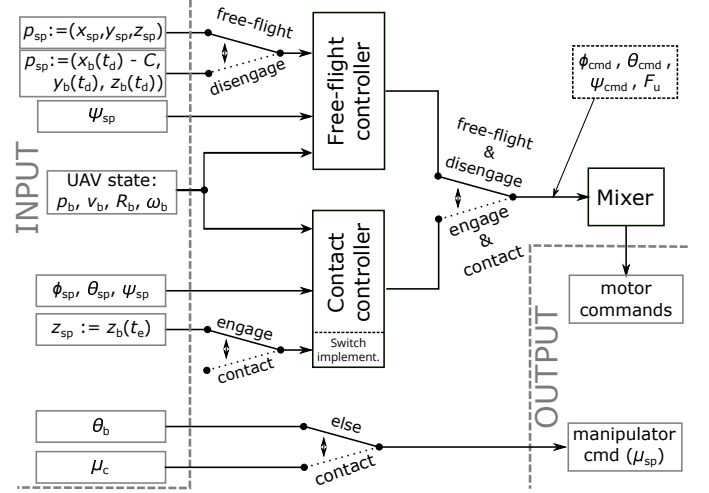 p_sp:=(x_sp,y_sp,z_sp)
p_sp:=(x_b(t_d) - C,
y_b(t_d), z_b(t_d))
ψ_sp
INPUT
UAV state:
p_b, v_b, R_b, ω_b
ϕ_sp, θ_sp, ψ_sp
z_sp := z_b(t_e)
θ_b
μ_c
free-flight
disengage
engage
contact
else
contact
Free-flight
controller
Contact
controller
Switch
implement.
free-flight
&
disengage
engage
&
contact
ϕ_cmd , θ_cmd ,
ψ_cmd , F_u
Mixer
OUTPUT
motor
commands
manipulator
cmd (μ_sp)